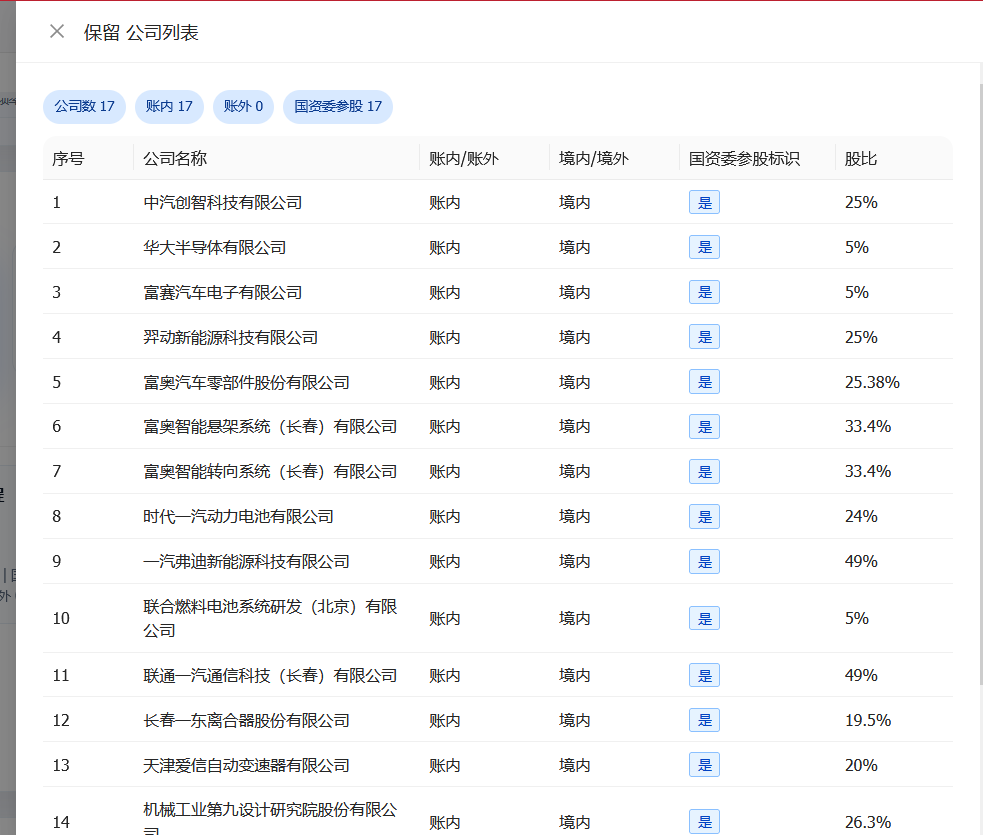 保留 公司列表
公司数 17 账内 17 账外 0 国资委参股 17
序号 公司名称 账内/账外 境内/境外 国资委参股标识 股比
1 中汽创智科技有限公司 账内 境内 是 25%
2 华大半导体有限公司 账内 境内 是 5%
3 富赛汽车电子有限公司 账内 境内 是 5%
4 羿动新能源科技有限公司 账内 境内 是 25%
5 富奥汽车零部件股份有限公司 账内 境内 是 25.38%
6 富奥智能悬架系统（长春）有限公司 账内 境内 是 33.4%
7 富奥智能转向系统（长春）有限公司 账内 境内 是 33.4%
8 时代一汽动力电池有限公司 账内 境内 是 24%
9 一汽弗迪新能源科技有限公司 账内 境内 是 49%
10 联合燃料电池系统研发（北京）有限
公司 账内 境内 是 5%
11 联通一汽通信科技（长春）有限公司 账内 境内 是 49%
12 长春一东离合器股份有限公司 账内 境内 是 19.5%
13 天津爱信自动变速器有限公司 账内 境内 是 20%
14 机械工业第九设计研究院股份有限公
司 账内 境内 是 26.3%